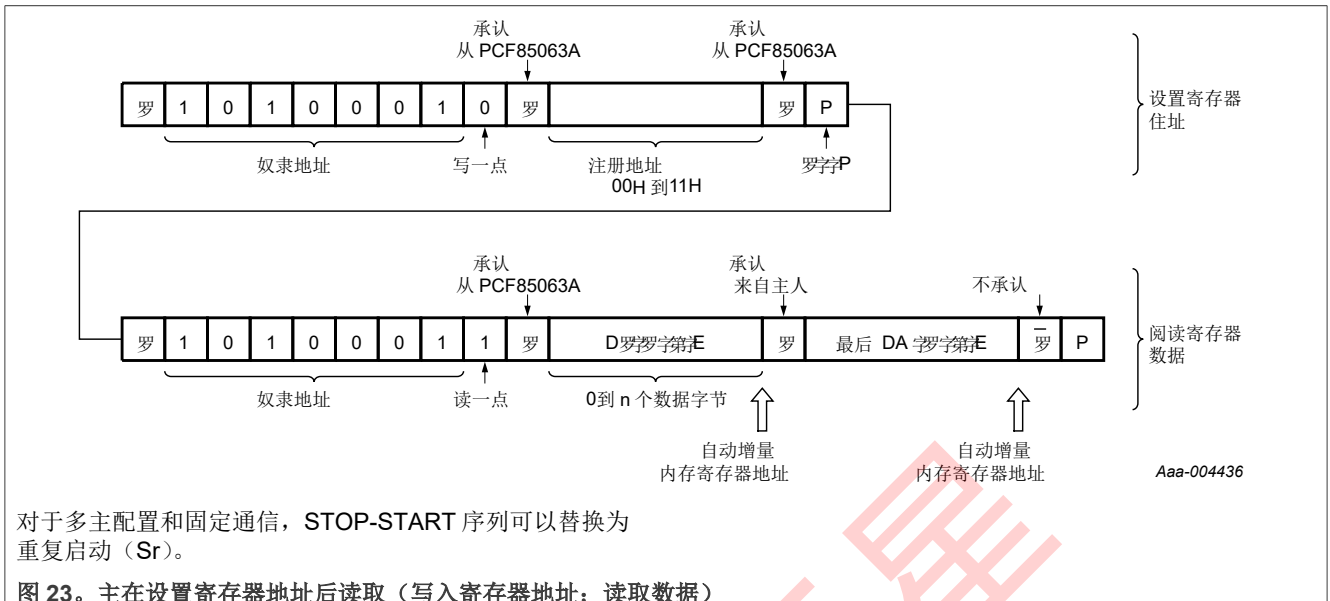 承认
从 PCF85063A
承认
从 PCF85063A
罗 1 0 1 0 0 0 1 0 罗 罗 P
设置寄存器
住址
奴隶地址
写一点
注册地址
00H 到11H
承认
从 PCF85063A
承认
来自主人
不承认
罗 1 0 1 0 0 0 1 1 罗 罗 最后 DA 罗 P
阅读寄存器
数据
奴隶地址
读一点
0到 n 个数据字节
自动增量
内存寄存器地址
自动增量
内存寄存器地址
Aaa-004436
对于多主配置和固定通信，STOP-START 序列可以替换为
重复启动（Sr）。
图 23。主在设置寄存器地址后读取（写入寄存器地址；读取数据）